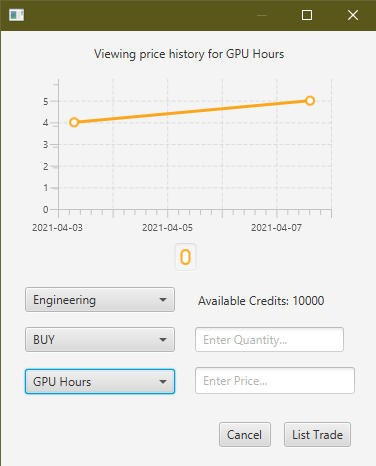 Viewing price history for GPU Hours
5
4
3
2
1
0
2021-04-03 2021-04-05 2021-04-07
Engineering
Available Credits: 10000
BUY
Enter Quantity...
GPU Hours
Enter Price...
Cancel
List Trade